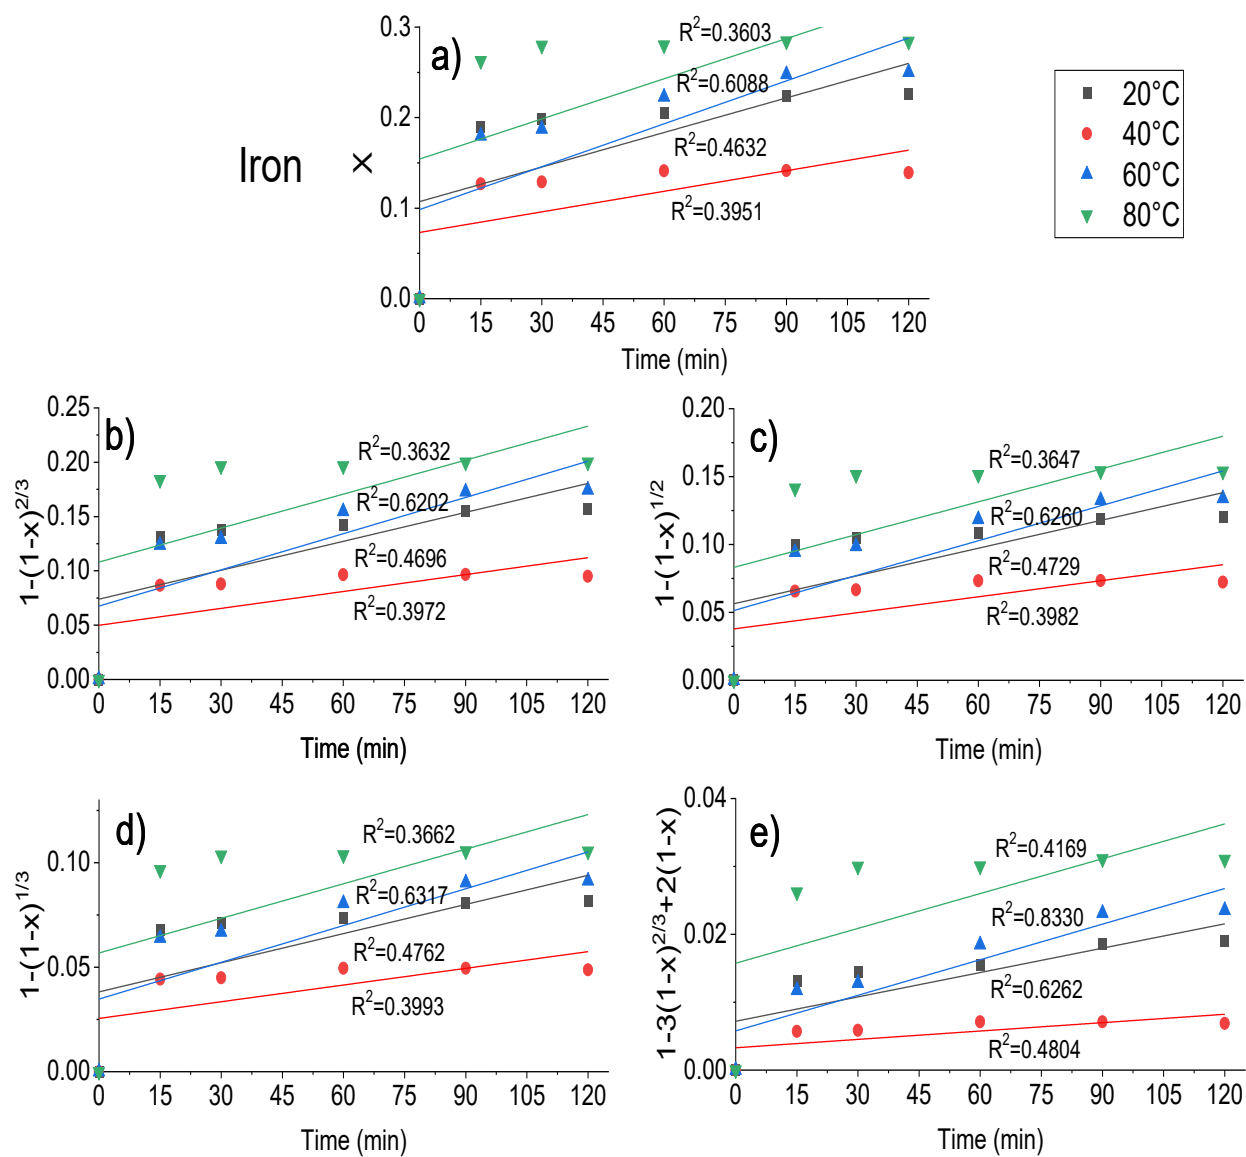 a)
R²=0.3603
R²=0.6088
R²=0.4632
R²=0.3951
Iron
x
0.3
0.2
0.1
0.0
0 15 30 45 60 75 90 105 120
Time (min)
20°C
40°C
60°C
80°C
b)
R²=0.3632
R²=0.6202
R²=0.4696
R²=0.3972
1-(1-x)^2/3
0.25
0.20
0.15
0.10
0.05
0.00
0 15 30 45 60 75 90 105 120
Time (min)
c)
R²=0.3647
R²=0.6260
R²=0.4729
R²=0.3982
1-(1-x)^1/2
0.20
0.15
0.10
0.05
0.00
0 15 30 45 60 75 90 105 120
Time (min)
d)
R²=0.3662
R²=0.6317
R²=0.4762
R²=0.3993
1-(1-x)^1/3
0.10
0.05
0.00
0 15 30 45 60 75 90 105 120
Time (min)
e)
R²=0.4169
R²=0.8330
R²=0.6262
R²=0.4804
1-3(1-x)^2/3+2(1-x)
0.04
0.02
0.00
0 15 30 45 60 75 90 105 120
Time (min)